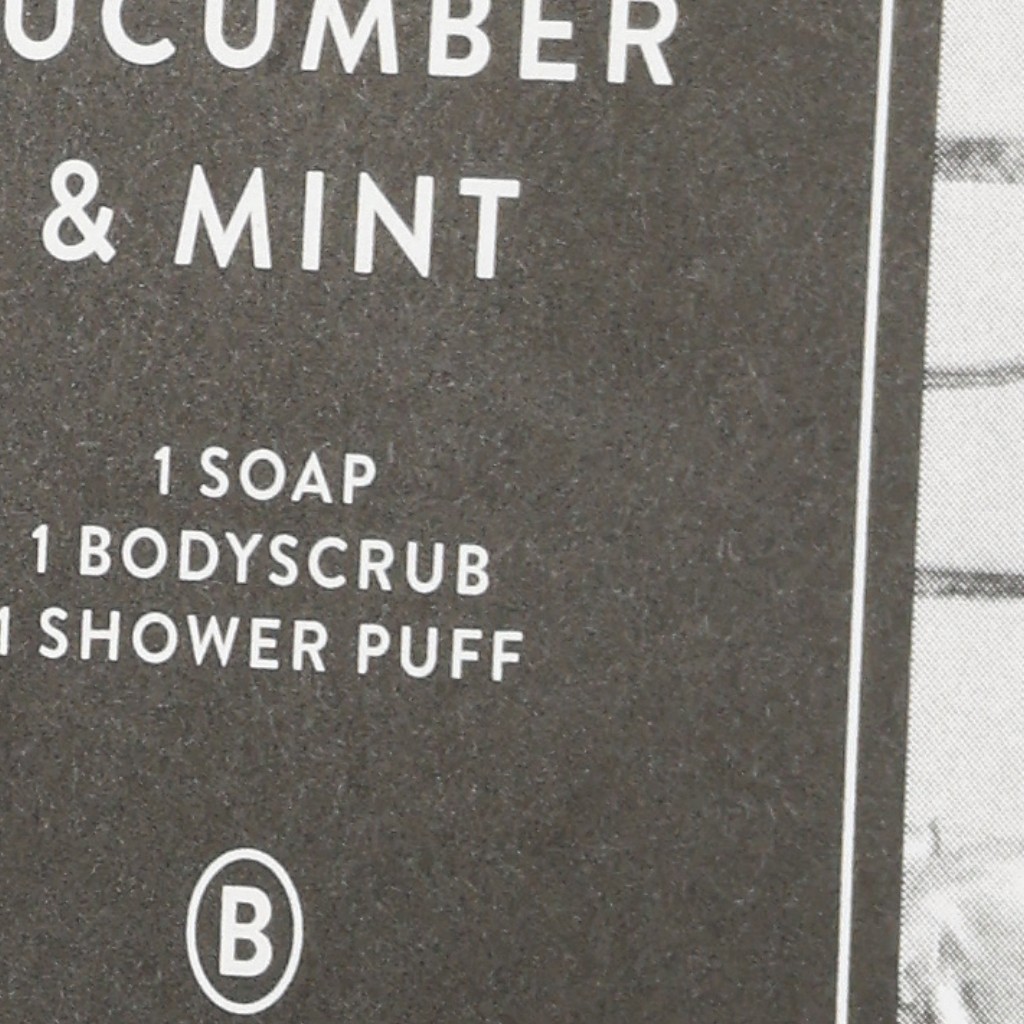 UCUMBER
& MINT
1 SOAP
1 BODYSCRUB
1 SHOWER PUFF
B